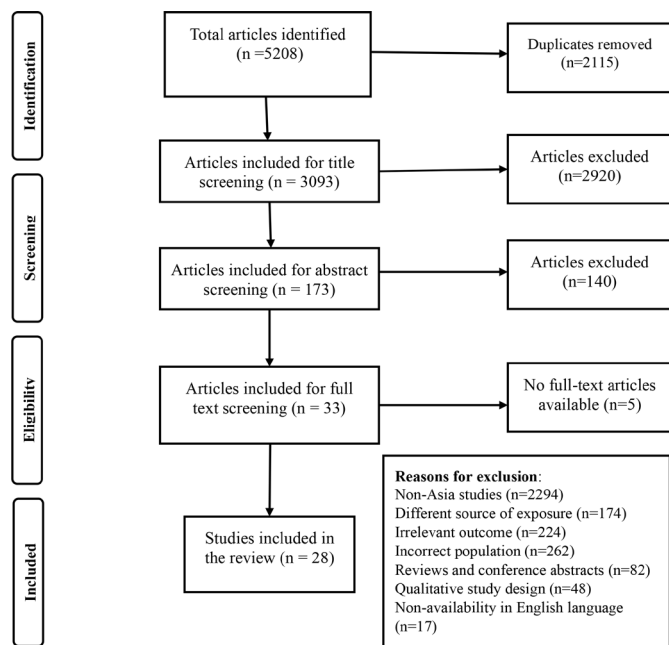 Identification
Total articles identified
(n =5208)
Duplicates removed
(n=2115)
Articles included for title
screening (n = 3093)
Articles excluded
(n=2920)
Screening
Articles included for abstract
screening (n = 173)
Articles excluded
(n=140)
Eligibility
Articles included for full
text screening (n = 33)
No full-text articles
available (n=5)
Included
Studies included in
the review (n = 28)
Reasons for exclusion:
Non-Asia studies (n=2294)
Different source of exposure (n=174)
Irrelevant outcome (n=224)
Incorrect population (n=262)
Reviews and conference abstracts (n=82)
Qualitative study design (n=48)
Non-availability in English language
(n=17)